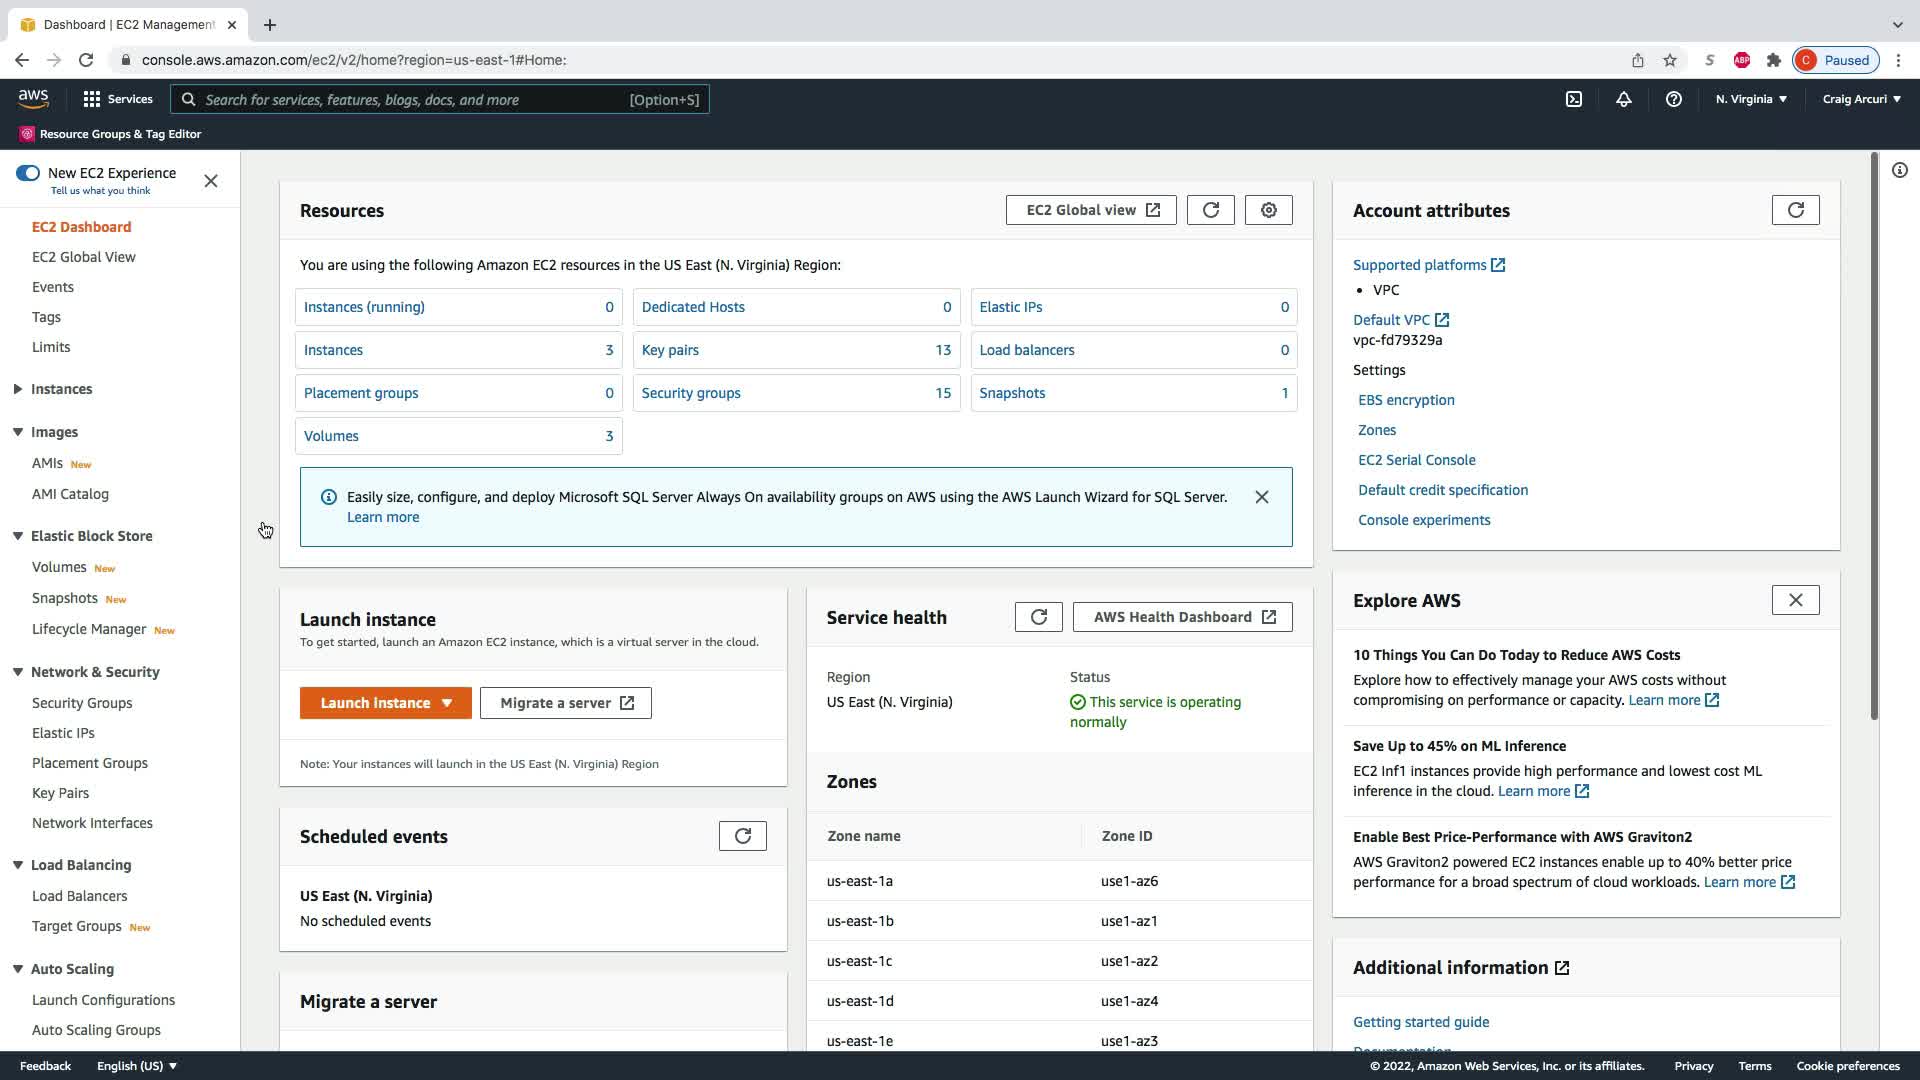 Dashboard | EC2 Management
console.aws.amazon.com/ec2/v2/home?region=us-east-1#Home:
S
ABP
C
Paused
aws
Services
Search for services, features, blogs, docs, and more
[Option+S]
N. Virginia
Craig Arcuri
Resource Groups & Tag Editor
New EC2 Experience
Tell us what you think
EC2 Dashboard
EC2 Global View
Events
Tags
Limits
Instances
Images
AMIs New
AMI Catalog
Elastic Block Store
Volumes New
Snapshots New
Lifecycle Manager New
Network & Security
Security Groups
Elastic IPs
Placement Groups
Key Pairs
Network Interfaces
Load Balancing
Load Balancers
Target Groups New
Auto Scaling
Launch Configurations
Auto Scaling Groups
Resources
EC2 Global view
You are using the following Amazon EC2 resources in the US East (N. Virginia) Region:
Instances (running) 0
Dedicated Hosts 0
Elastic IPs 0
Instances 3
Key pairs 13
Load balancers 0
Placement groups 0
Security groups 15
Snapshots 1
Volumes 3
Easily size, configure, and deploy Microsoft SQL Server Always On availability groups on AWS using the AWS Launch Wizard for SQL Server.
Learn more
Launch instance
To get started, launch an Amazon EC2 instance, which is a virtual server in the cloud.
Launch instance
Migrate a server
Note: Your instances will launch in the US East (N. Virginia) Region
Scheduled events
US East (N. Virginia)
No scheduled events
Migrate a server
Service health
AWS Health Dashboard
Region
Status
US East (N. Virginia)
This service is operating
normally
Zones
Zone name
Zone ID
us-east-1a
use1-az6
us-east-1b
use1-az1
us-east-1c
use1-az2
us-east-1d
use1-az4
us-east-1e
use1-az3
Account attributes
Supported platforms
• VPC
Default VPC
vpc-fd79329a
Settings
EBS encryption
Zones
EC2 Serial Console
Default credit specification
Console experiments
Explore AWS
10 Things You Can Do Today to Reduce AWS Costs
Explore how to effectively manage your AWS costs without
compromising on performance or capacity. Learn more
Save Up to 45% on ML Inference
EC2 Inf1 instances provide high performance and lowest cost ML
inference in the cloud. Learn more
Enable Best Price-Performance with AWS Graviton2
AWS Graviton2 powered EC2 instances enable up to 40% better price
performance for a broad spectrum of cloud workloads. Learn more
Additional information
Getting started guide
Documentation
Feedback
English (US)
© 2022, Amazon Web Services, Inc. or its affiliates.
Privacy
Terms
Cookie preferences